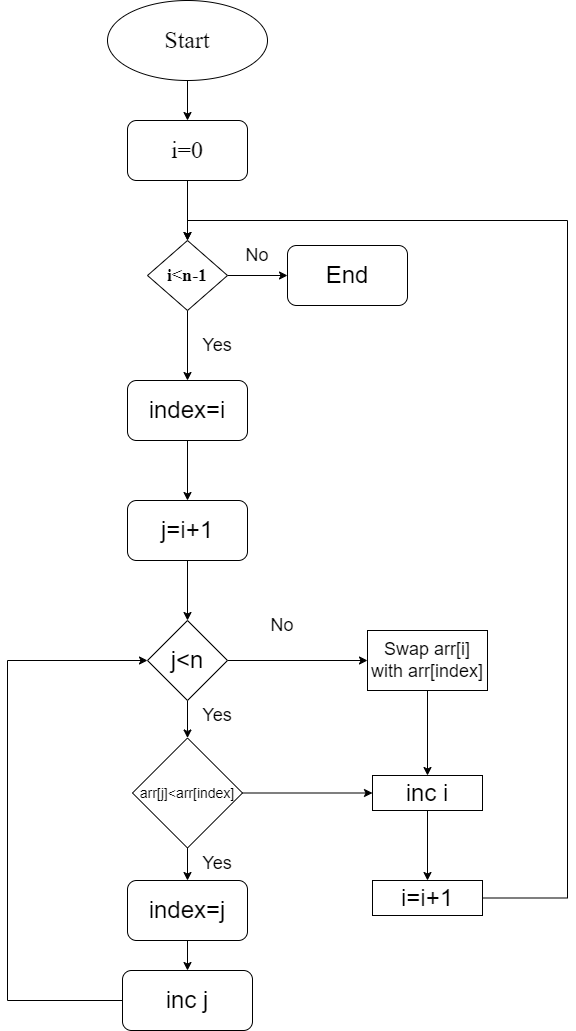 Start
i=0
i<n-1
No
End
Yes
index=i
j=i+1
No
j<n
Swap arr[i]
with arr[index]
Yes
arr[j]<arr[index]
inc i
Yes
index=j
i=i+1
inc j